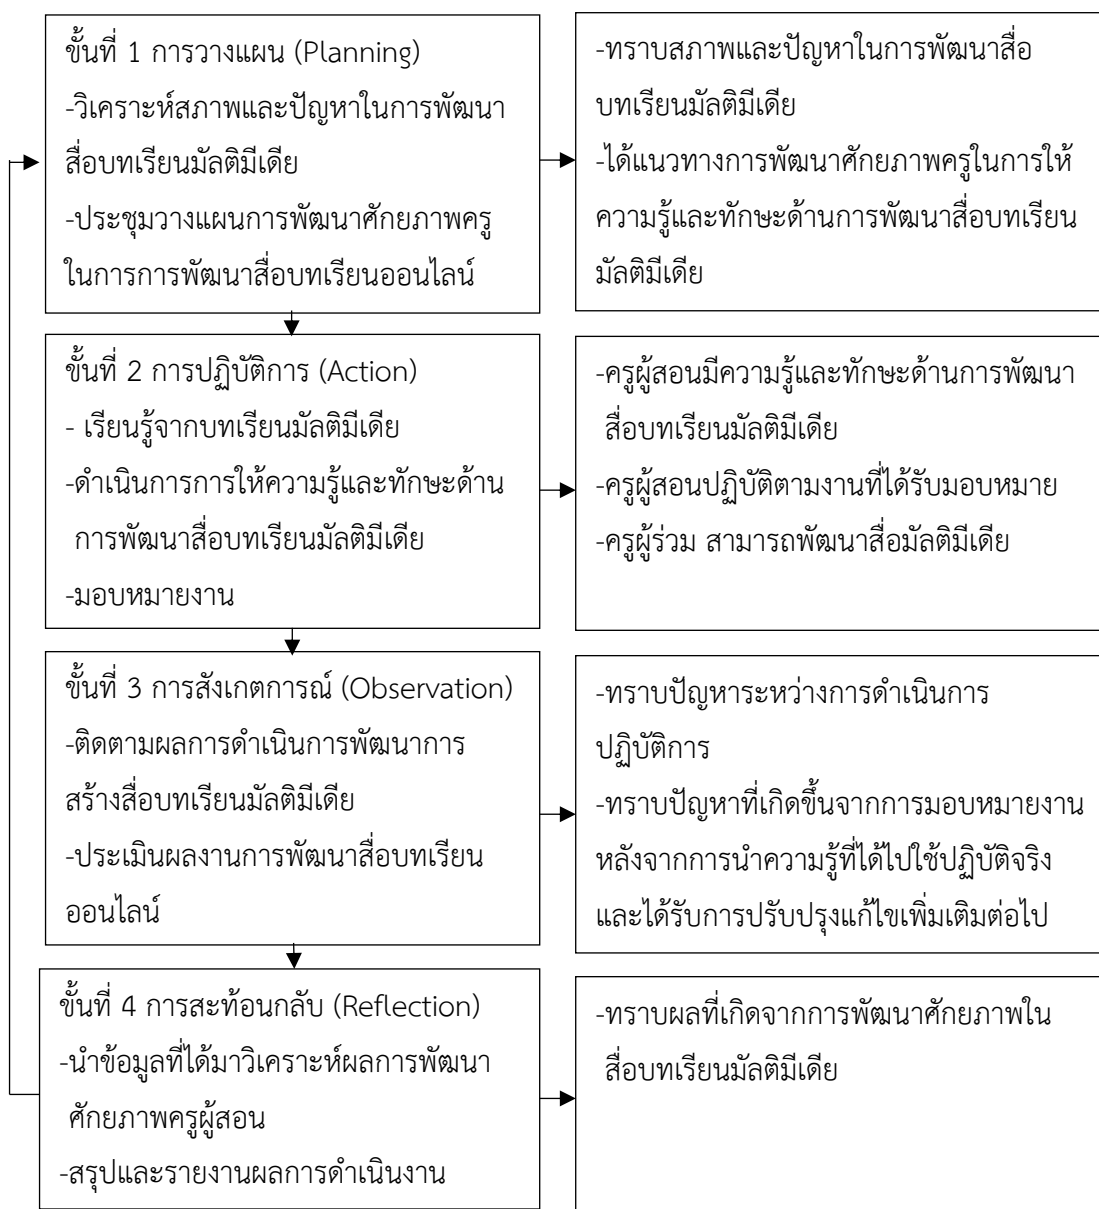 ขั้นที่ 1 การวางแผน (Planning)
-วิเคราะห์สภาพและปัญหาในการพัฒนา
สื่อบทเรียนมัลติมีเดีย
-ประชุมวางแผนการพัฒนาศักยภาพครู
ในการการพัฒนาสื่อบทเรียนออนไลน์
-ทราบสภาพและปัญหาในการพัฒนาสื่อ
บทเรียนมัลติมีเดีย
-ได้แนวทางการพัฒนาศักยภาพครูในการให้
ความรู้และทักษะด้านการพัฒนาสื่อบทเรียน
มัลติมีเดีย
ขั้นที่ 2 การปฏิบัติการ (Action)
- เรียนรู้จากบทเรียนมัลติมีเดีย
-ดำเนินการการให้ความรู้และทักษะด้าน
การพัฒนาสื่อบทเรียนมัลติมีเดีย
-มอบหมายงาน
-ครูผู้สอนมีความรู้และทักษะด้านการพัฒนา
สื่อบทเรียนมัลติมีเดีย
-ครูผู้สอนปฏิบัติตามงานที่ได้รับมอบหมาย
-ครูผู้ร่วม สามารถพัฒนาสื่อมัลติมีเดีย
ขั้นที่ 3 การสังเกตการณ์ (Observation)
-ติดตามผลการดำเนินการพัฒนาการ
สร้างสื่อบทเรียนมัลติมีเดีย
-ประเมินผลงานการพัฒนาสื่อบทเรียน
ออนไลน์
-ทราบปัญหาระหว่างการดำเนินการ
ปฏิบัติการ
-ทราบปัญหาที่เกิดขึ้นจากการมอบหมายงาน
หลังจากการนำความรู้ที่ได้ไปใช้ปฏิบัติจริง
และได้รับการปรับปรุงแก้ไขเพิ่มเติมต่อไป
ขั้นที่ 4 การสะท้อนกลับ (Reflection)
-นำข้อมูลที่ได้มาวิเคราะห์ผลการพัฒนา
ศักยภาพครูผู้สอน
-สรุปและรายงานผลการดำเนินงาน
-ทราบผลที่เกิดจากการพัฒนาศักยภาพใน
สื่อบทเรียนมัลติมีเดีย